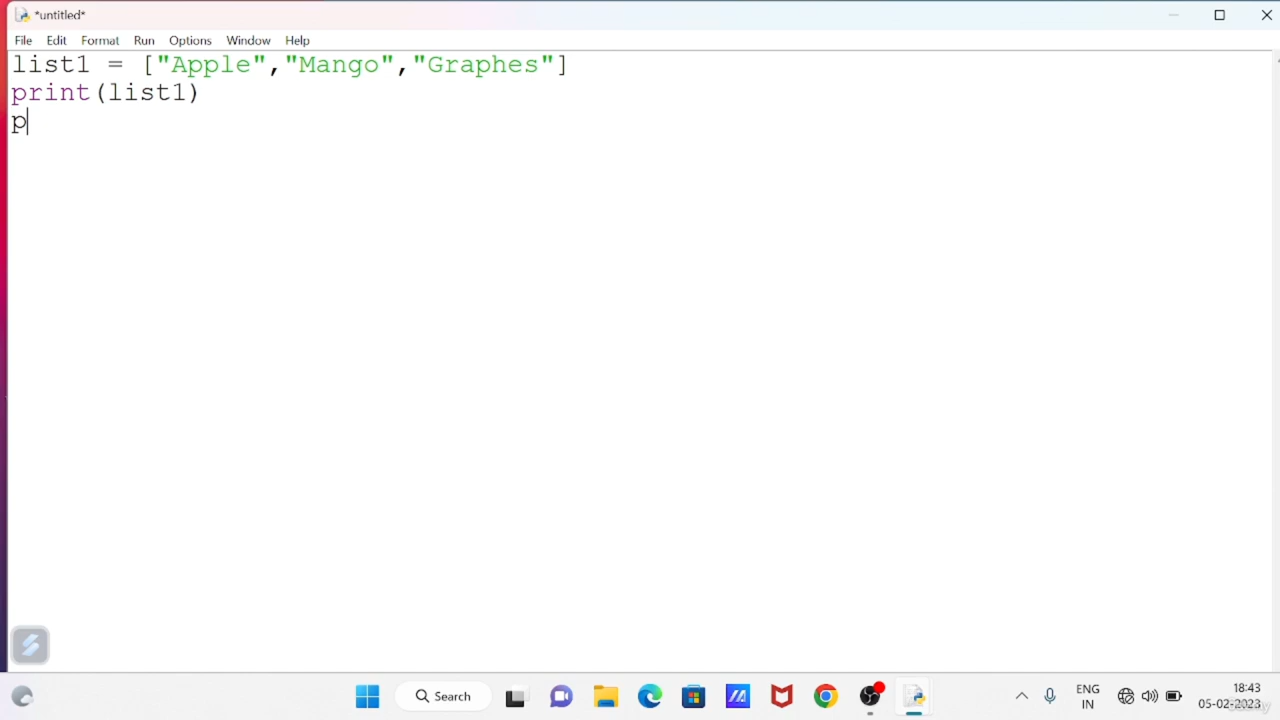 *untitled*
File Edit Format Run Options Window Help
list1 = ["Apple","Mango","Graphes"]
print(list1)
p
Search
ENG
IN
18:43
05-02-2023